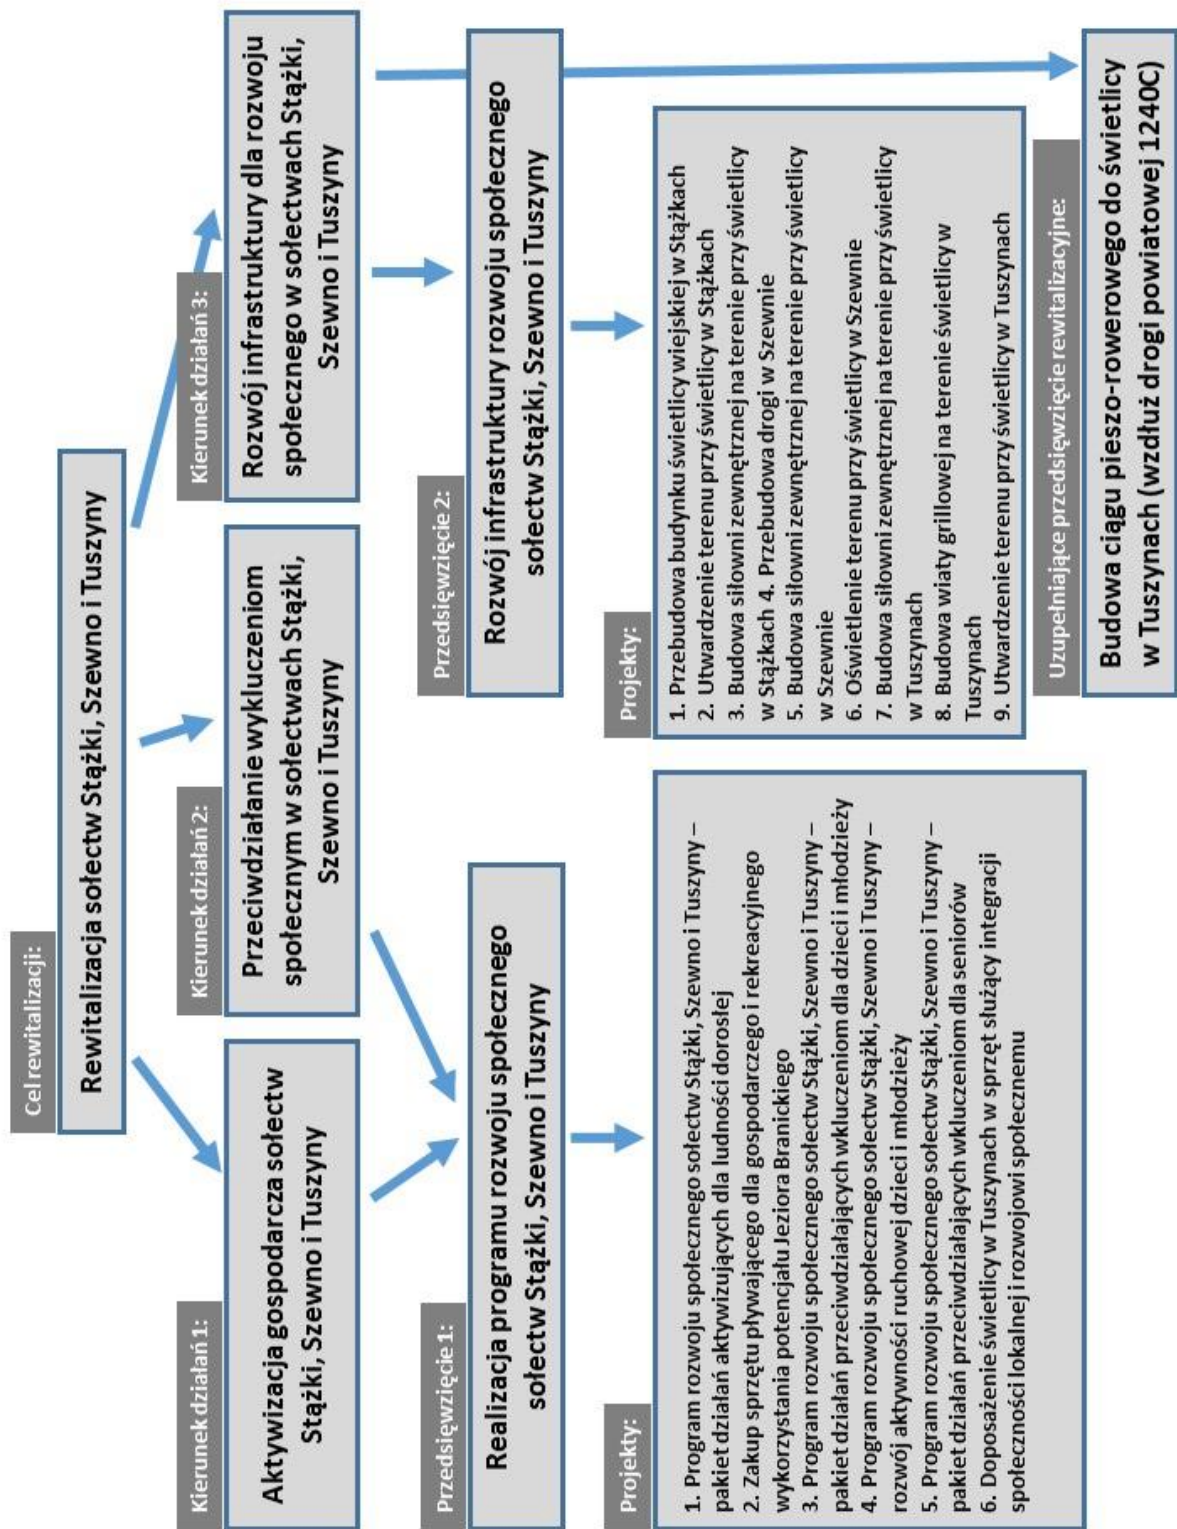 Cel rewitalizacji:
Rewitalizacja sołectw Stążki, Szewno i Tuszyny
Kierunek działań 1:
Aktywizacja gospodarcza sołectw
Stążki, Szewno i Tuszyny
Kierunek działań 2:
Przeciwdziałanie wykluczeniom
społecznym w sołectwach Stążki,
Szewno i Tuszyny
Kierunek działań 3:
Rozwój infrastruktury dla rozwoju
społecznego w sołectwach Stążki,
Szewno i Tuszyny
Przedsięwzięcie 1:
Realizacja programu rozwoju społecznego
sołectw Stążki, Szewno i Tuszyny
Przedsięwzięcie 2:
Rozwój infrastruktury rozwoju społecznego
sołectw Stążki, Szewno i Tuszyny
Projekty:
1. Program rozwoju społecznego sołectw Stążki, Szewno i Tuszyny –
pakiet działań aktywizujących dla ludności dorosłej
2. Zakup sprzętu pływającego dla gospodarczego i rekreacyjnego
wykorzystania potencjału Jeziora Branickiego
3. Program rozwoju społecznego sołectw Stążki, Szewno i Tuszyny –
pakiet działań przeciwdziałających wkluczeniom dla dzieci i młodzieży
4. Program rozwoju społecznego sołectw Stążki, Szewno i Tuszyny –
rozwój aktywności ruchowej dzieci i młodzieży
5. Program rozwoju społecznego sołectw Stążki, Szewno i Tuszyny –
pakiet działań przeciwdziałających wkluczeniom dla seniorów
6. Doposażenie świetlicy w Tuszynach w sprzęt służący integracji
społeczności lokalnej i rozwojowi społecznemu
Projekty:
1. Przebudowa budynku świetlicy wiejskiej w Stążkach
2. Utwardzenie terenu przy świetlicy w Stążkach
3. Budowa siłowni zewnętrznej na terenie przy świetlicy
w Stążkach 4. Przebudowa drogi w Szewnie
5. Budowa siłowni zewnętrznej na terenie przy świetlicy
w Szewnie
6. Oświetlenie terenu przy świetlicy w Szewnie
7. Budowa siłowni zewnętrznej na terenie przy świetlicy
w Tuszynach
8. Budowa wiaty grillowej na terenie świetlicy w
Tuszynach
9. Utwardzenie terenu przy świetlicy w Tuszynach
Uzupełniające przedsięwzięcie rewitalizacyjne:
Budowa ciągu pieszo-rowerowego do świetlicy
w Tuszynach (wzdłuż drogi powiatowej 1240C)